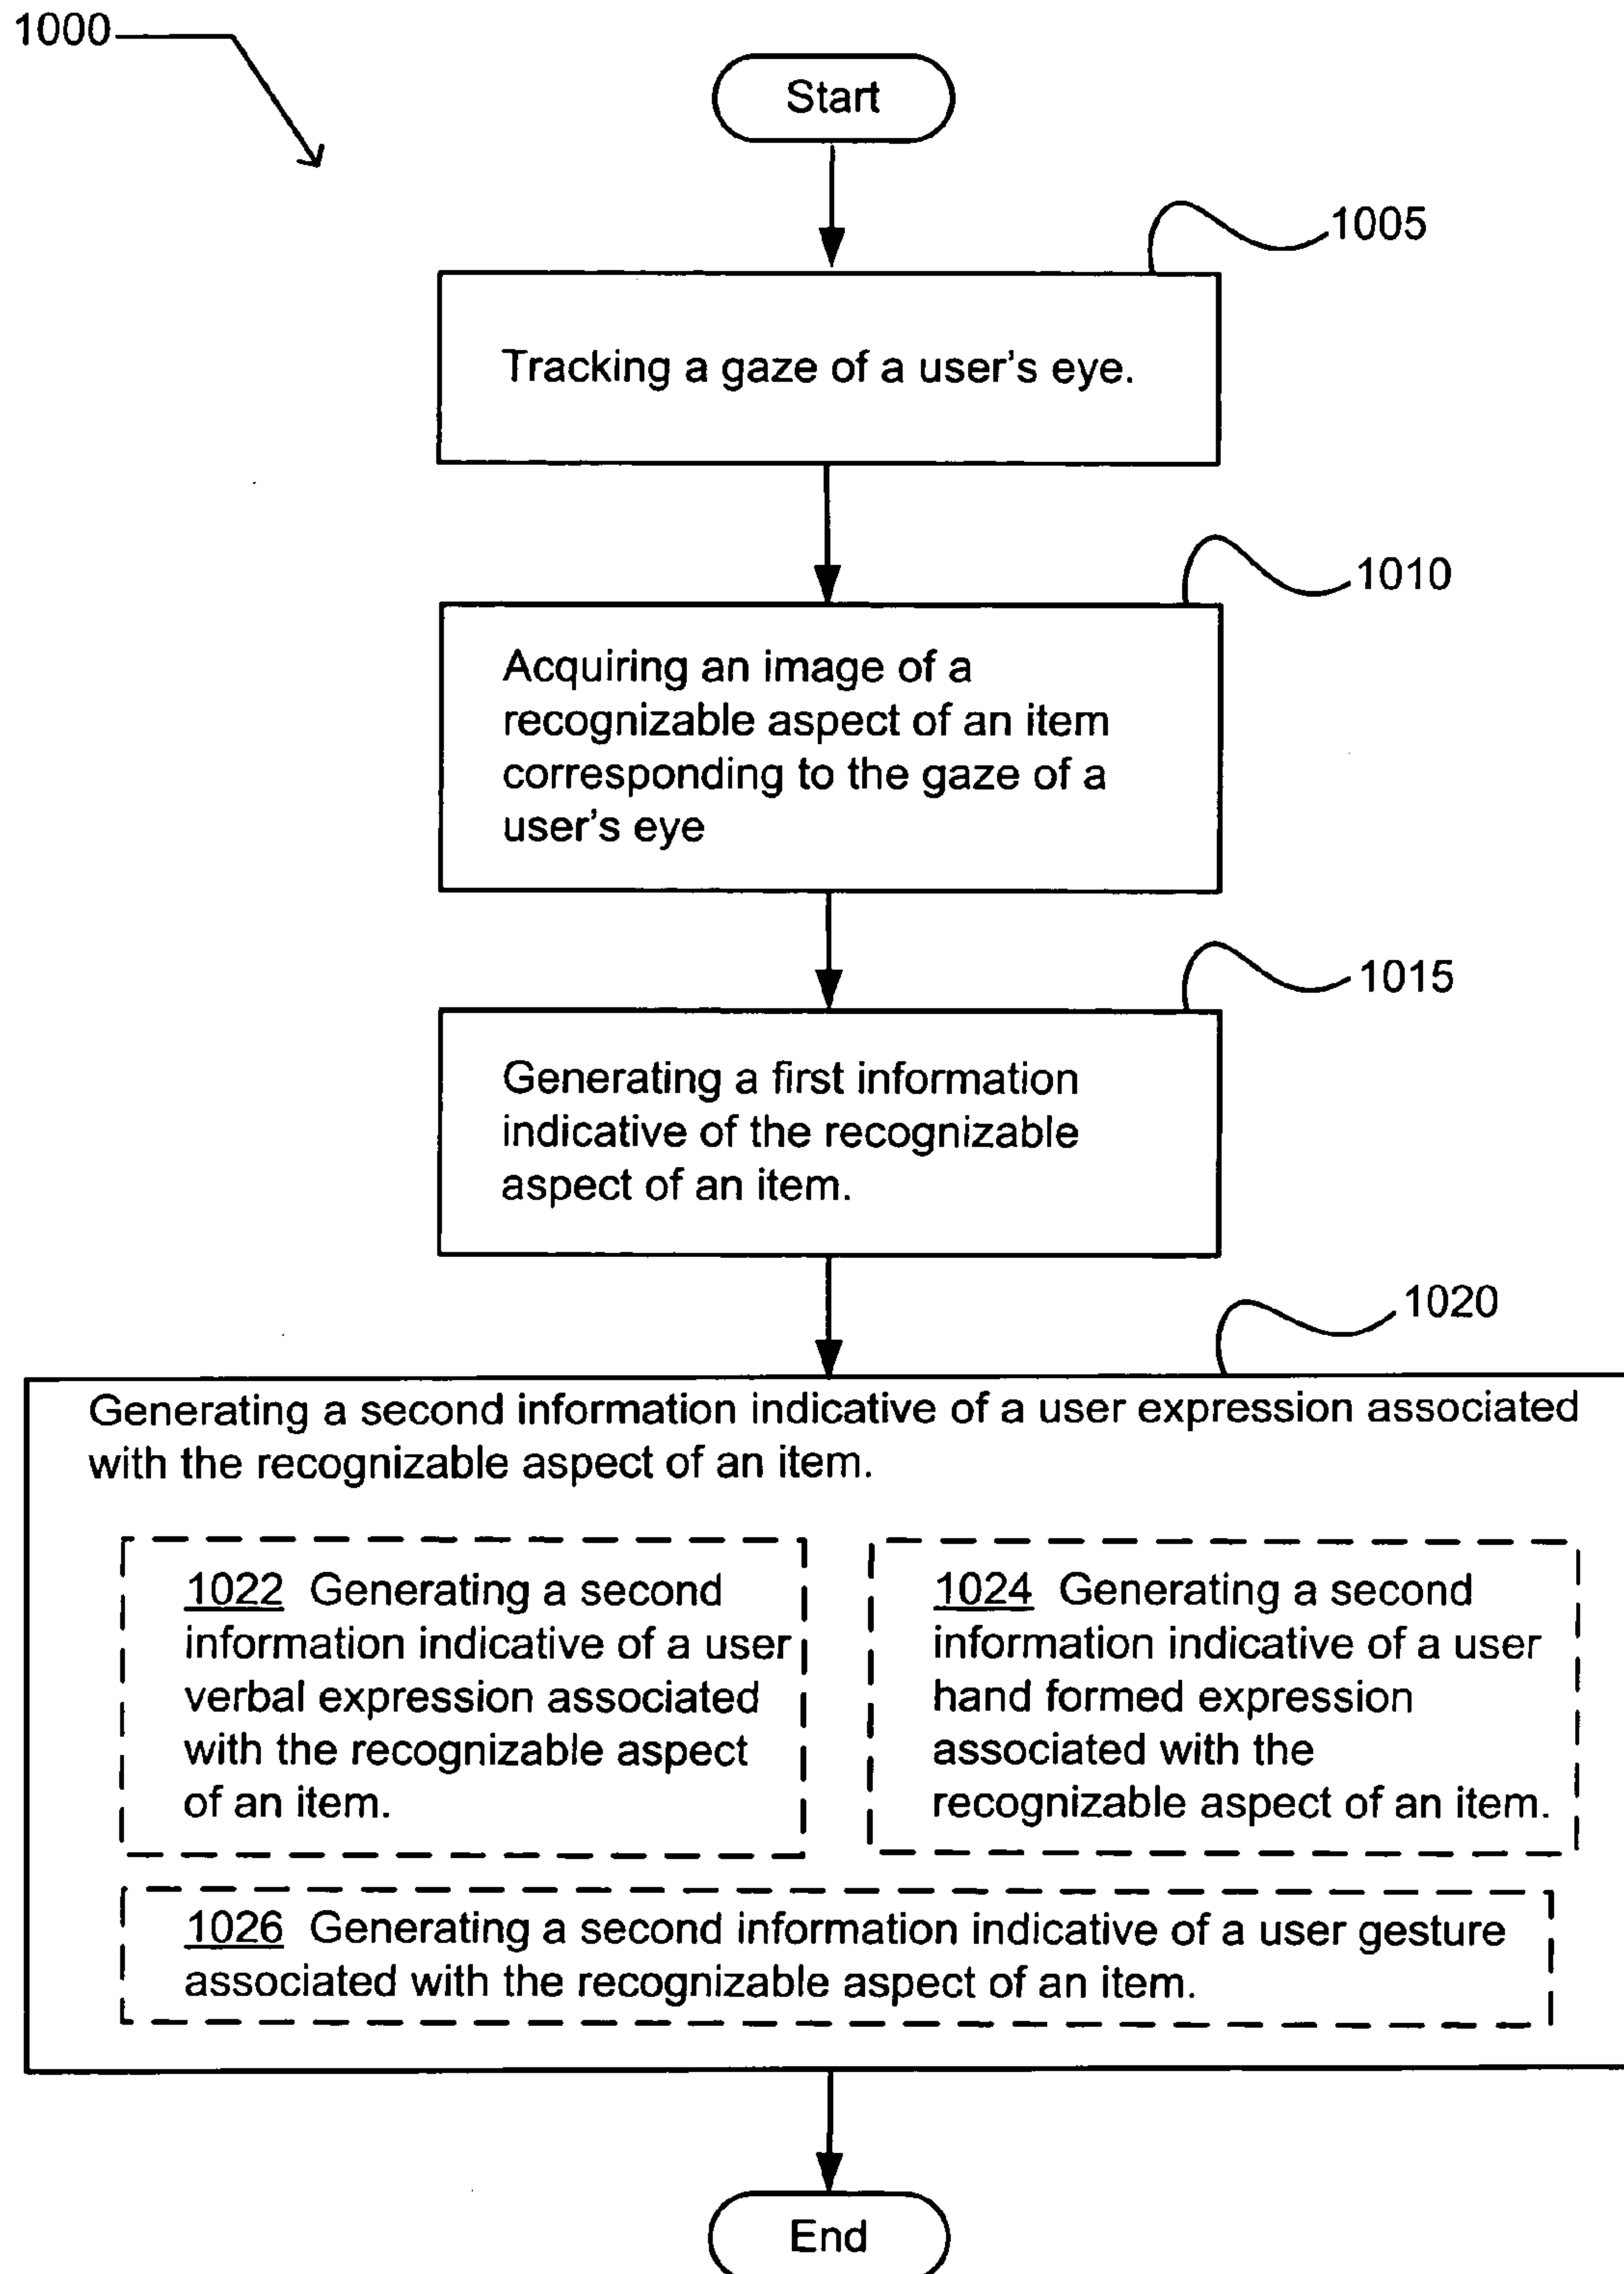 1000
Start
1005
Tracking a gaze of a user's eye.
1010
Acquiring an image of a
recognizable aspect of an item
corresponding to the gaze of a
user's eye
1015
Generating a first information
indicative of the recognizable
aspect of an item.
1020
Generating a second information indicative of a user expression associated
with the recognizable aspect of an item.
1022 Generating a second
information indicative of a user
verbal expression associated
with the recognizable aspect
of an item.
1024 Generating a second
information indicative of a user
hand formed expression
associated with the
recognizable aspect of an item.
1026 Generating a second information indicative of a user gesture
associated with the recognizable aspect of an item.
End